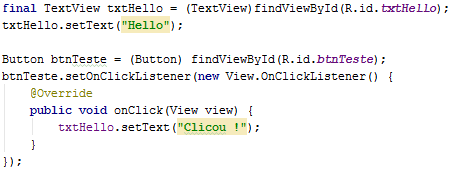 final TextView txtHello = (TextView)findViewById(R.id.txtHello);
txtHello.setText("Hello");
Button btnTeste = (Button) findViewById(R.id.btnTeste);
btnTeste.setOnClickListener(new View.OnClickListener() {
@Override
public void onClick(View view) {
txtHello.setText("Clicou !");
}
});